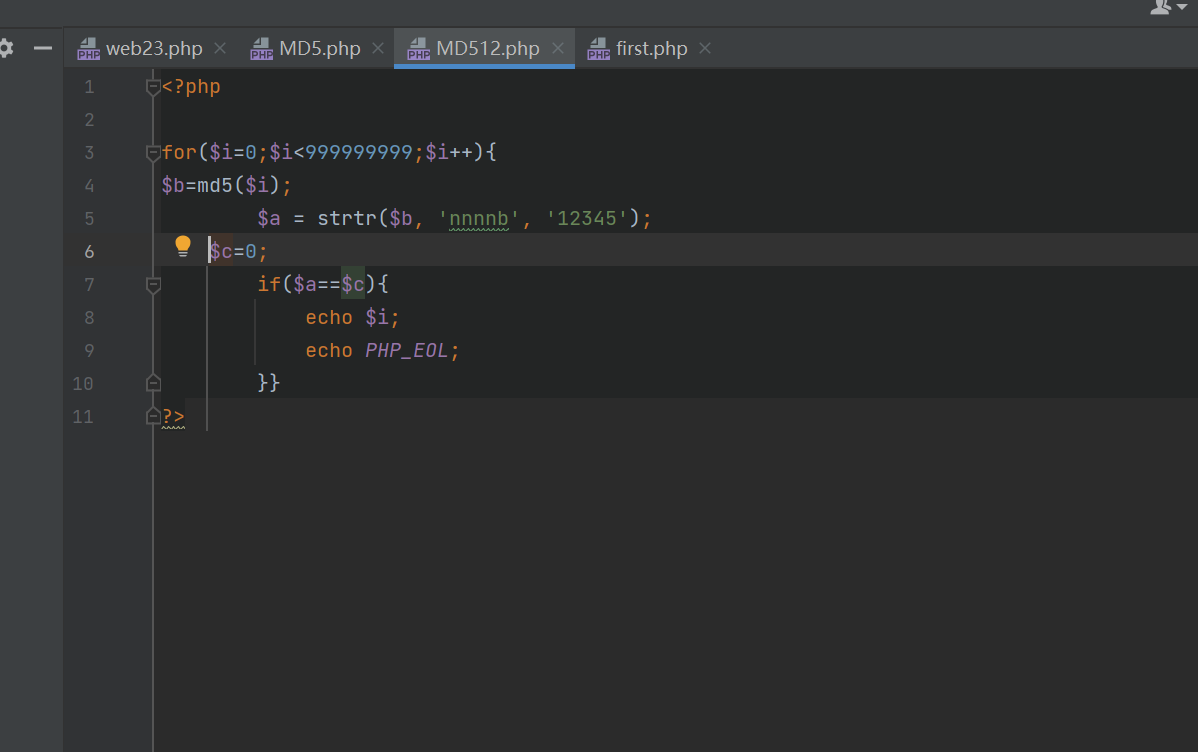 web23.php MD5.php MD512.php first.php
1 <?php
2
3 for($i=0;$i<999999999;$i++){
4 $b=md5($i);
5 $a = strtr($b, 'nnnnb', '12345');
6 $c=0;
7 if($a==$c){
8 echo $i;
9 echo PHP_EOL;
10 }}
11 ?>